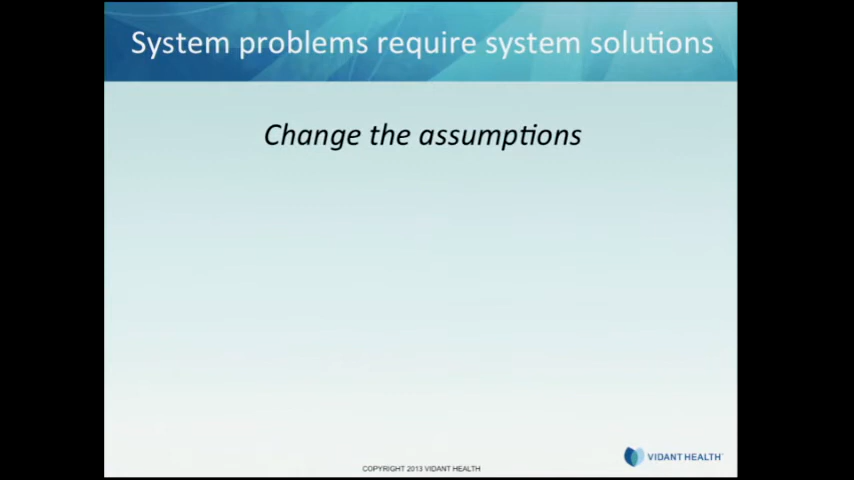 System problems require system solutions
Change the assumptions
VIDANT HEALTH
COPYRIGHT 2013 VIDANT HEALTH